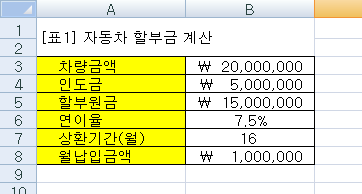 A B
1 [표1] 자동차 할부금 계산
2
3 차량금액 ₩ 20,000,000
4 인도금 ₩ 5,000,000
5 할부원금 ₩ 15,000,000
6 연이율 7.5%
7 상환기간(월) 16
8 월납입금액 ₩ 1,000,000
9